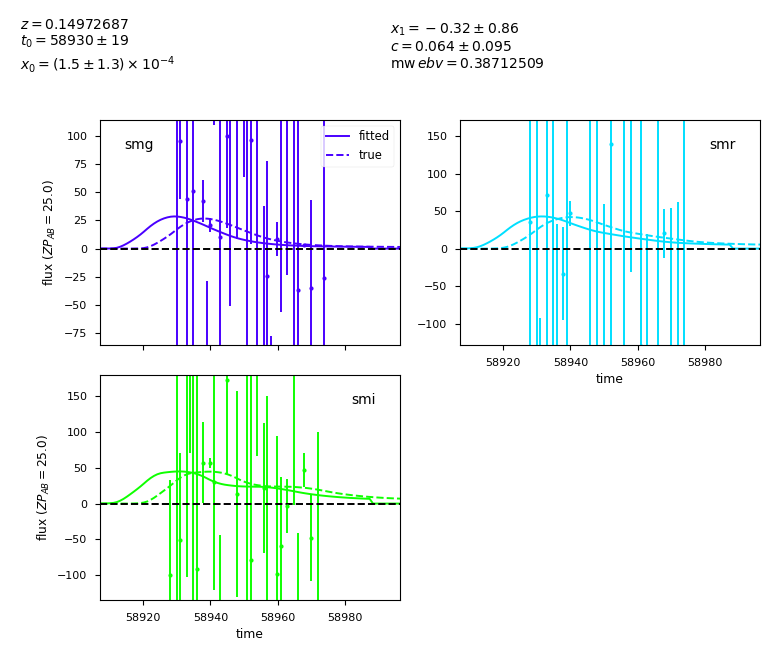 z = 0.14972687
t₀ = 58930 ± 19
x₀ = (1.5 ± 1.3) × 10⁻⁴
x₁ = −0.32 ± 0.86
c = 0.064 ± 0.095
mw ebv = 0.38712509
smg
fitted
true
100
75
50
25
0
−25
−50
−75
flux (ZP_AB = 25.0)
smr
150
100
50
0
−50
−100
58920 58940 58960 58980
time
smi
150
100
50
0
−50
−100
flux (ZP_AB = 25.0)
58920 58940 58960 58980
time